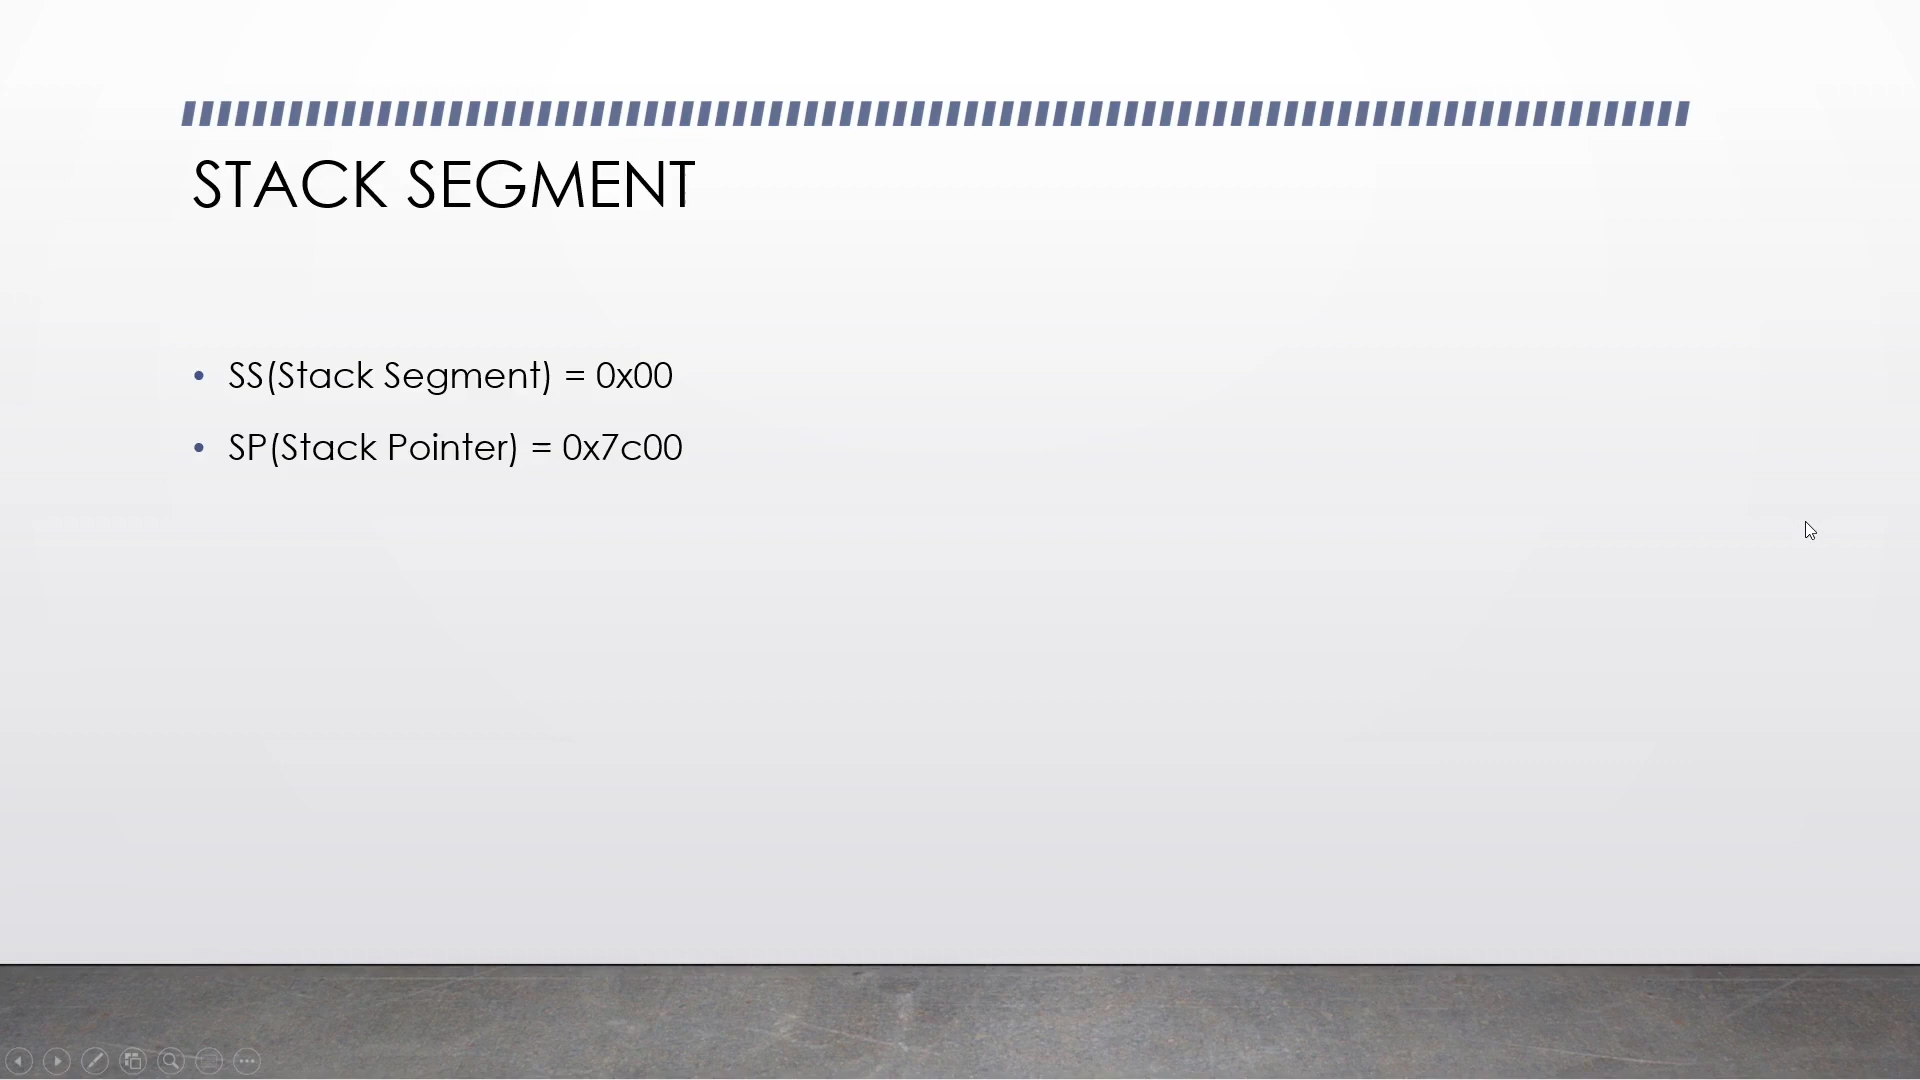 STACK SEGMENT
• SS(Stack Segment) = 0x00
• SP(Stack Pointer) = 0x7c00